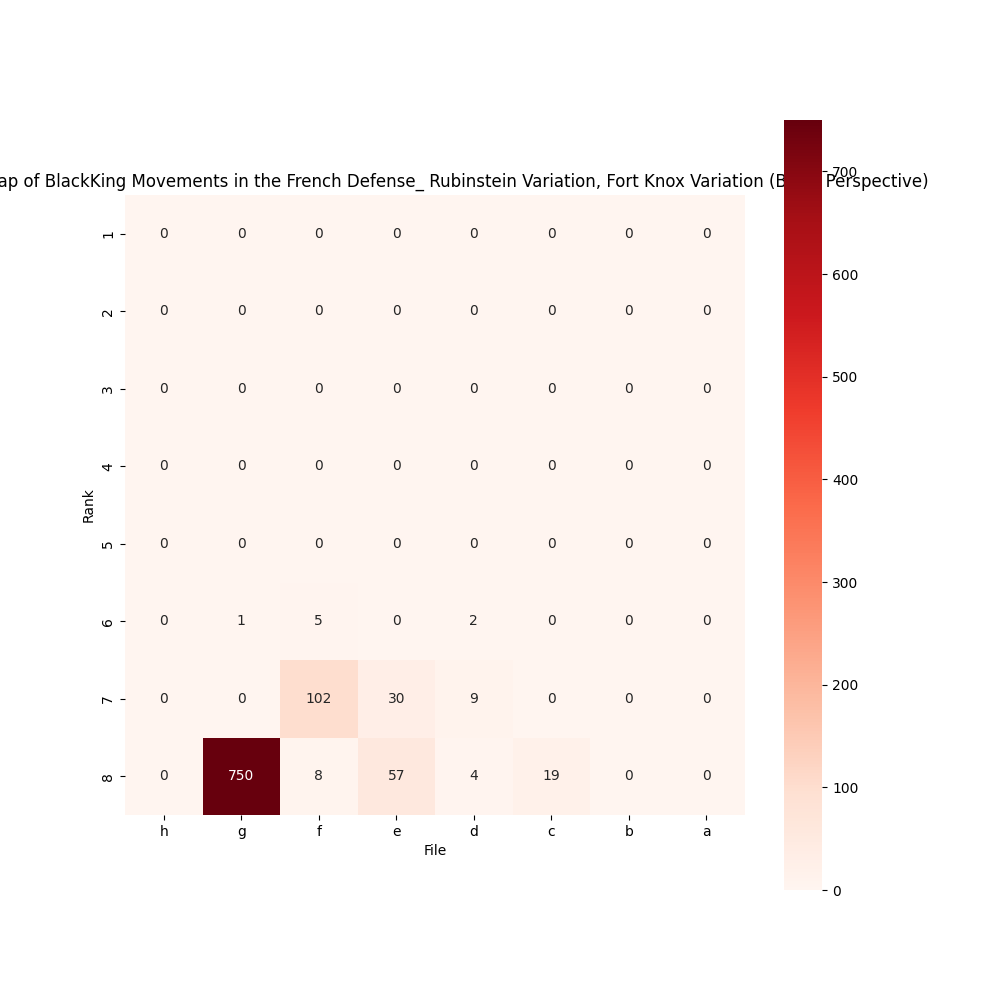 ap of BlackKing Movements in the French Defense_ Rubinstein Variation, Fort Knox Variation (B Perspective)
1 0 0 0 0 0 0 0 0
2 0 0 0 0 0 0 0 0
3 0 0 0 0 0 0 0 0
4 0 0 0 0 0 0 0 0
Rank
5 0 0 0 0 0 0 0 0
6 0 1 5 0 2 0 0 0
7 0 0 102 30 9 0 0 0
8 0 750 8 57 4 19 0 0
h g f e d c b a
File
700
600
500
400
300
200
100
0